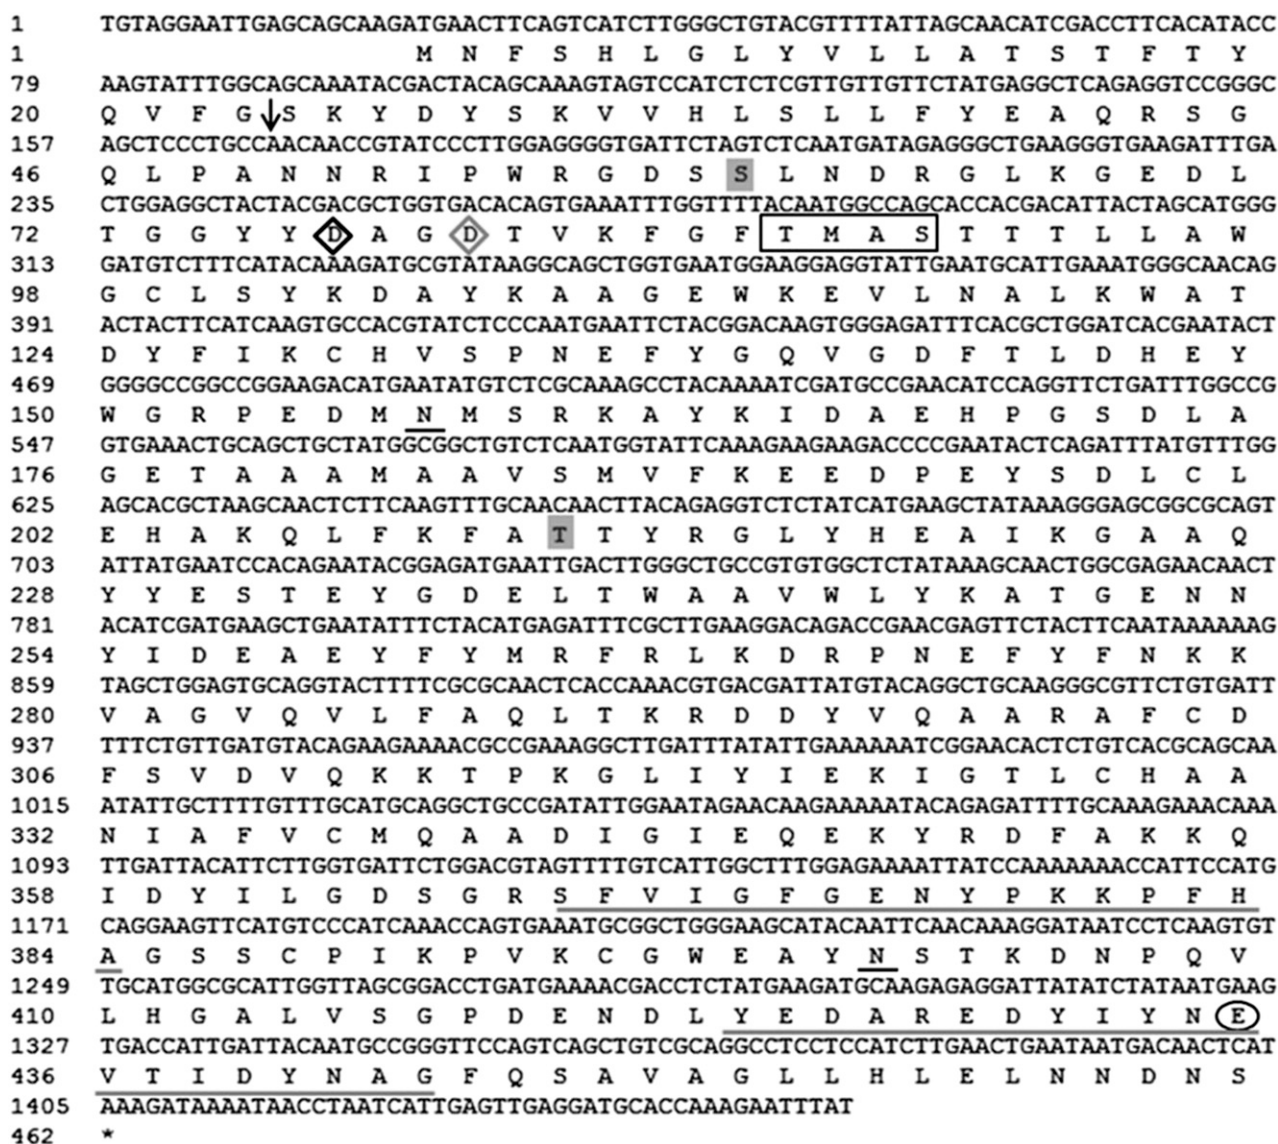 1 TGTAGGAATTGAGCAGCAAGATGAACTTCAGTCATCTTGGGCTGTACGTTTTATTAGCAACATCGACCTTCACATACC
1 M N F S H L G L Y V L L A T S T F T Y
79 AAGTATTTGGCAGCAAATACGACTACAGCAAAGTAGTCCATCTCTCGTTGTTGTTCTATGAGGCTCAGAGGTCCGGGC
20 Q V F G S K Y D Y S K V V H L S L L F Y E A Q R S G
157 AGCTCCCTGCCAACAACCGTATCCCTTGGAGGGGTGATTCTAGTCTCAATGATAGAGGGCTGAAGGGTGAAGATTTGA
46 Q L P A N N R I P W R G D S S L N D R G L K G E D L
235 CTGGAGGCTACTACGACGCTGGTGACACAGTGAAATTTGGTTTTACAATGGCCAGCACCACGACATTACTAGCATGGG
72 T G G Y Y D A G D T V K F G F T M A S T T T L L A W
313 GATGTCTTTCATACAAAGATGCGTATAAGGCAGCTGGTGAATGGAAGGAGGTATTGAATGCATTGAAATGGGCAACAG
98 G C L S Y K D A Y K A A G E W K E V L N A L K W A T
391 ACTACTTCATCAAGTGCCACGTATCTCCCAATGAATTCTACGGACAAGTGGGAGATTTCACGCTGGATCACGAATACT
124 D Y F I K C H V S P N E F Y G Q V G D F T L D H E Y
469 GGGGCCGGCCGGAAGACATGAATATGTCTCGCAAAGCCTACAAAATCGATGCCGAACATCCAGGTTCTGATTTGGCCG
150 W G R P E D M N M S R K A Y K I D A E H P G S D L A
547 GTGAAACTGCAGCTGCTATGGCGGCTGTCTCAATGGTATTCAAAGAAGAAGACCCCGAATACTCAGATTTATGTTTGG
176 G E T A A A M A A V S M V F K E E D P E Y S D L C L
625 AGCACGCTAAGCAACTCTTCAAGTTTGCAACAACTTACAGAGGTCTCTATCATGAAGCTATAAAGGGAGCGGCGCAGT
202 E H A K Q L F K F A T T Y R G L Y H E A I K G A A Q
703 ATTATGAATCCACAGAATACGGAGATGAATTGACTTGGGCTGCCGTGTGGCTCTATAAAGCAACTGGCGAGAACAACT
228 Y Y E S T E Y G D E L T W A A V W L Y K A T G E N N
781 ACATCGATGAAGCTGAATATTTCTACATGAGATTTCGCTTGAAGGACAGACCGAACGAGTTCTACTTCAATAAAAAAG
254 Y I D E A E Y F Y M R F R L K D R P N E F Y F N K K
859 TAGCTGGAGTGCAGGTACTTTTCGCGCAACTCACCAAACGTGACGATTATGTACAGGCTGCAAGGGCGTTCTGTGATT
280 V A G V Q V L F A Q L T K R D D Y V Q A A R A F C D
937 TTTCTGTTGATGTACAGAAGAAAACGCCGAAAGGCTTGATTTATATTGAAAAAATCGGAACACTCTGTCACGCAGCAA
306 F S V D V Q K K T P K G L I Y I E K I G T L C H A A
1015 ATATTGCTTTTGTTTGCATGCAGGCTGCCGATATTGGAATAGAACAAGAAAAATACAGAGATTTTGCAAAGAAACAAA
332 N I A F V C M Q A A D I G I E Q E K Y R D F A K K Q
1093 TTGATTACATTCTTGGTGATTCTGGACGTAGTTTTGTCATTGGCTTTGGAGAAAATTATCCAAAAAAACCATTCCATG
358 I D Y I L G D S G R S F V I G F G E N Y P K K P F H
1171 CAGGAAGTTCATGTCCCATCAAACCAGTGAAATGCGGCTGGGAAGCATACAATTCAACAAAGGATAATCCTCAAGTGT
384 A G S S C P I K P V K C G W E A Y N S T K D N P Q V
1249 TGCATGGCGCATTGGTTAGCGGACCTGATGAAAACGACCTCTATGAAGATGCAAGAGAGGATTATATCTATAATGAAG
410 L H G A L V S G P D E N D L Y E D A R E D Y I Y N E
1327 TGACCATTGATTACAATGCCGGGTTCCAGTCAGCTGTCGCAGGCCTCCTCCATCTTGAACTGAATAATGACAACTCAT
436 V T I D Y N A G F Q S A V A G L L H L E L N N D N S
1405 AAAGATAAAATAACCTAATCATTGAGTTGAGGATGCACCAAAGAATTTAT
462 *